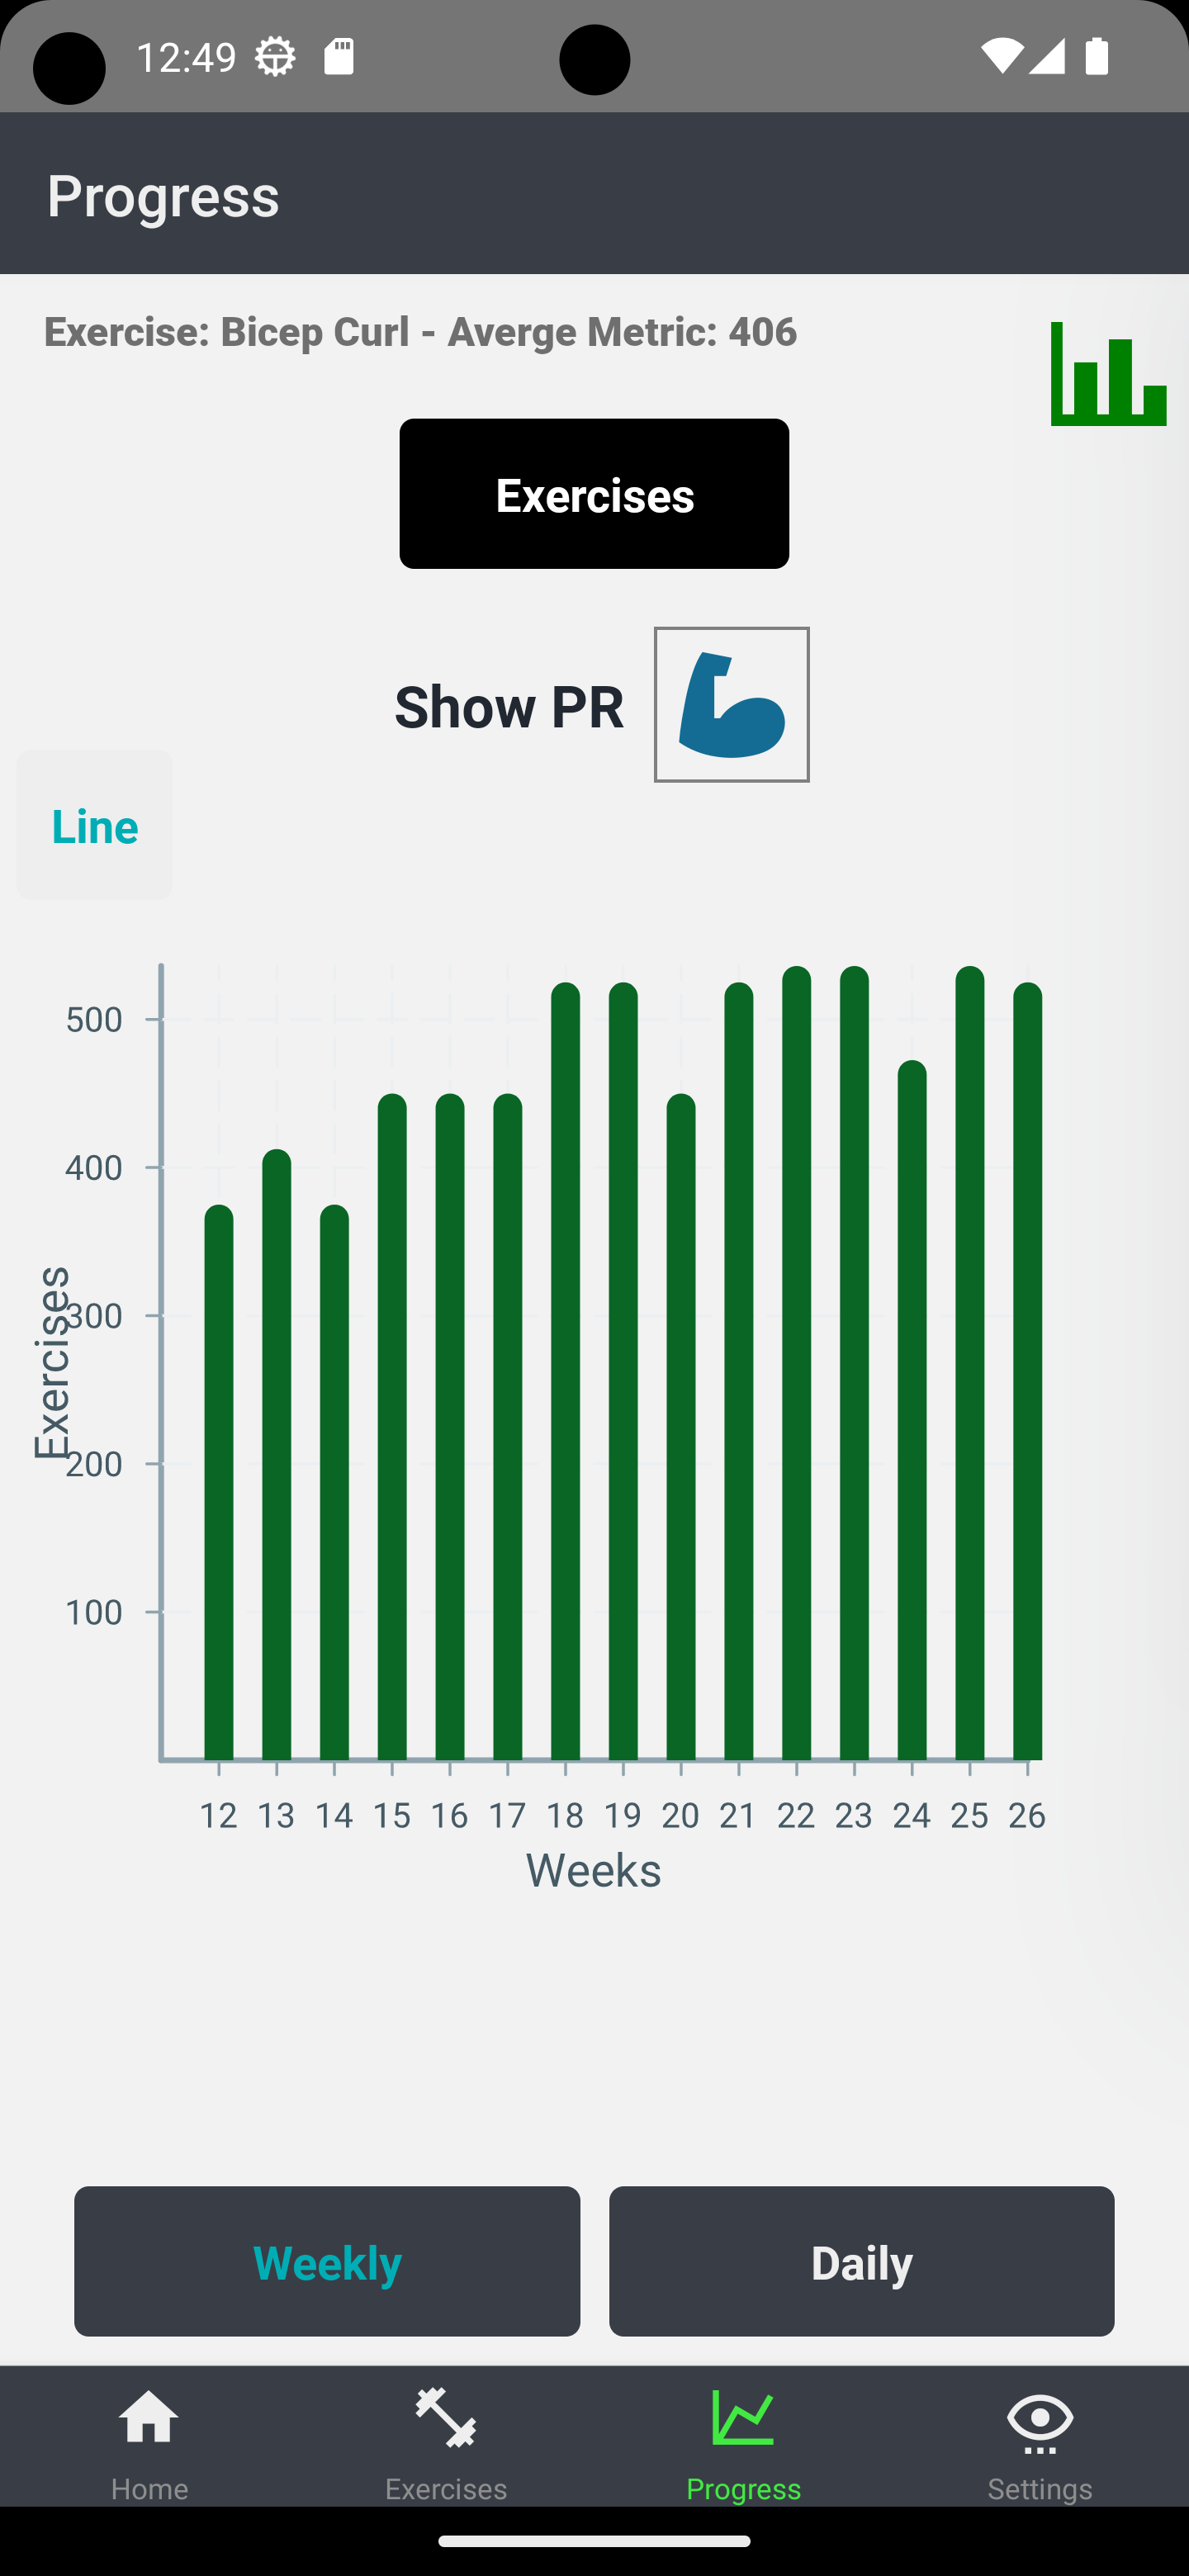 12:49
Progress
Exercise: Bicep Curl - Averge Metric: 406
Exercises
Show PR
Line
500
400
300
200
100
Exercises
12 13 14 15 16 17 18 19 20 21 22 23 24 25 26
Weeks
Weekly Daily
Home Exercises Progress Settings